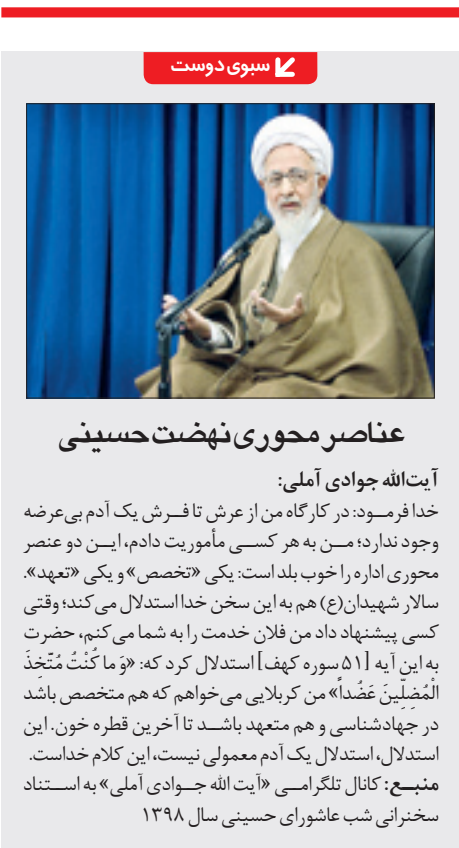 سبوی دوست
عناصر محوری نهضت حسینی
آیت‌الله جوادی آملی:
خدا فرمود: در کارگاه من از عرش تا فرش یک آدم بی‌عرضه
وجود ندارد؛ من به هر کسی مأموریت دادم، این دو عنصر
محوری اداره را خوب بلد است: یکی «تخصص» و یکی «تعهد».
سالار شهیدان(ع) هم به این سخن خدا استدلال می‌کند؛ وقتی
کسی پیشنهاد داد من فلان خدمت را به شما می‌کنم، حضرت
به این آیه [۵۱ سوره کهف] استدلال کرد که: «وَ ما کُنْتُ مُتَّخِذَ
الْمُضِلِّینَ عَضُداً» من کربلایی می‌خواهم که هم متخصص باشد
در جهادشناسی و هم متعهد باشد تا آخرین قطره خون. این
استدلال، استدلال یک آدم معمولی نیست، این کلام خداست.
منبع: کانال تلگرامی «آیت الله جوادی آملی» به استناد
سخنرانی شب عاشورای حسینی سال ۱۳۹۸